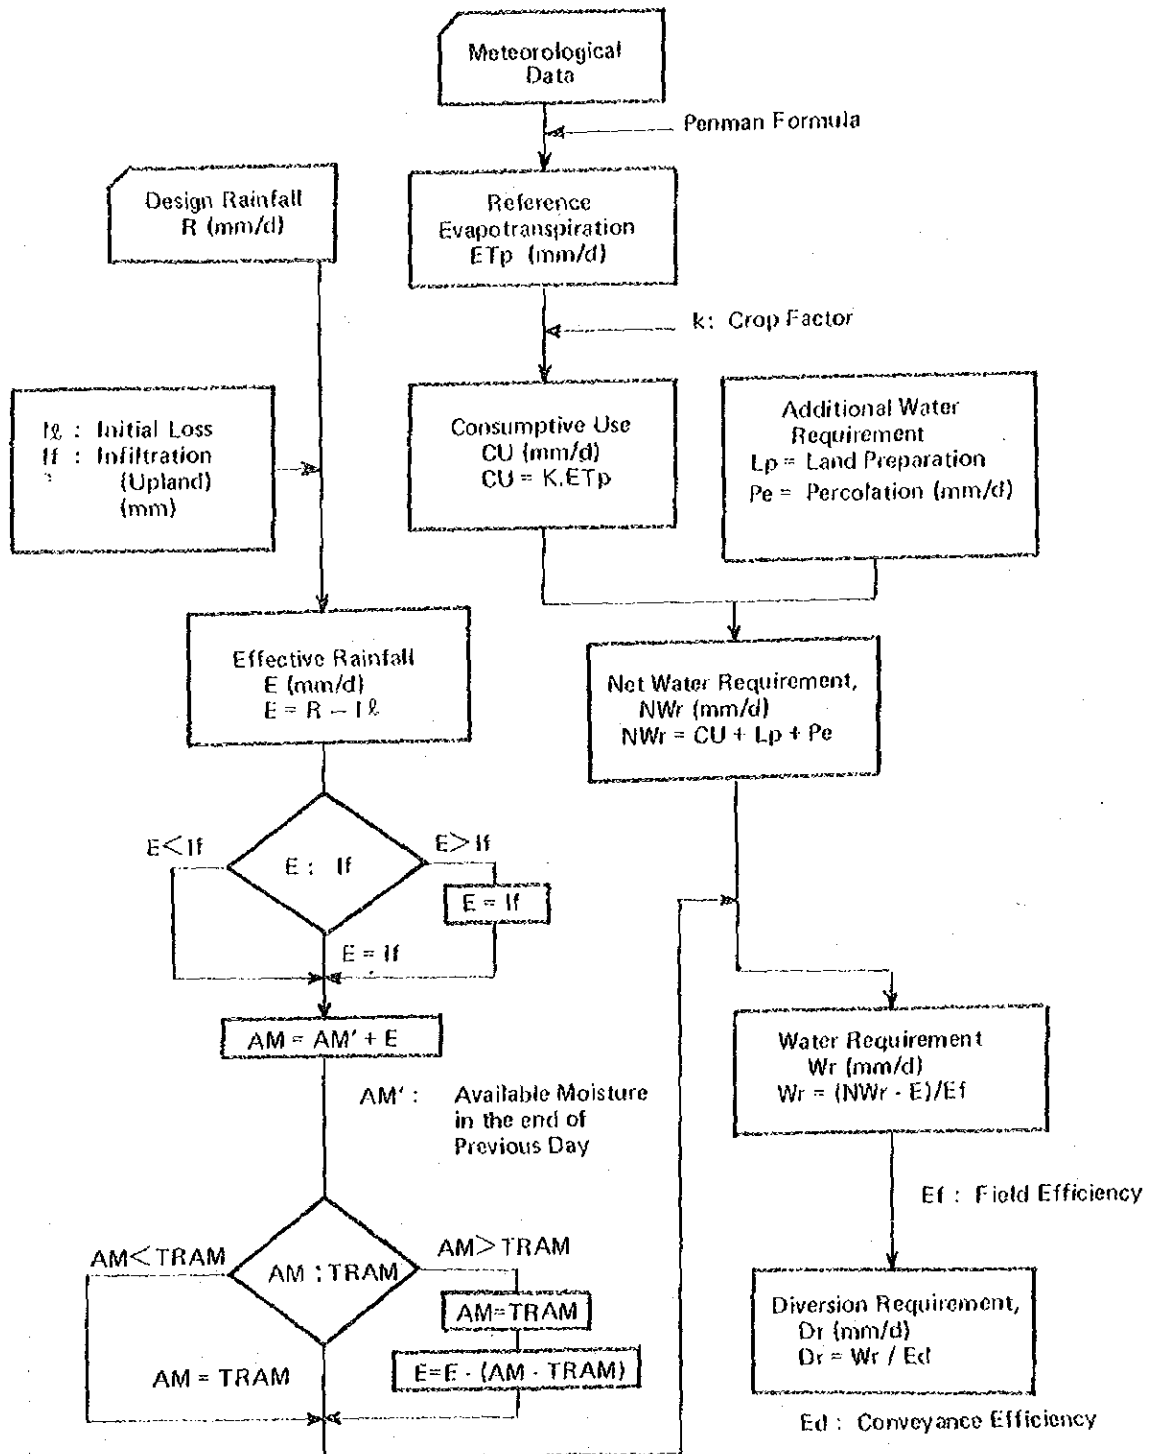 Meteorological
Data
Penman Formula
Design Rainfall
R (mm/d)
Reference
Evapotranspiration
ETp (mm/d)
k: Crop Factor
Iℓ : Initial Loss
If : Infiltration
(Upland)
(mm)
Consumptive Use
CU (mm/d)
CU = K.ETp
Additional Water
Requirement
Lp = Land Preparation
Pe = Percolation (mm/d)
Effective Rainfall
E (mm/d)
E = R − Iℓ
Net Water Requirement,
NWr (mm/d)
NWr = CU + Lp + Pe
E<If
E : If
E>If
E = If
E = If
AM = AM′ + E
AM′ : Available Moisture
in the end of
Previous Day
Water Requirement
Wr (mm/d)
Wr = (NWr - E)/Ef
Ef : Field Efficiency
AM<TRAM
AM : TRAM
AM>TRAM
AM=TRAM
E=E - (AM - TRAM)
AM = TRAM
Diversion Requirement,
Dr (mm/d)
Dr = Wr / Ed
Ed : Conveyance Efficiency